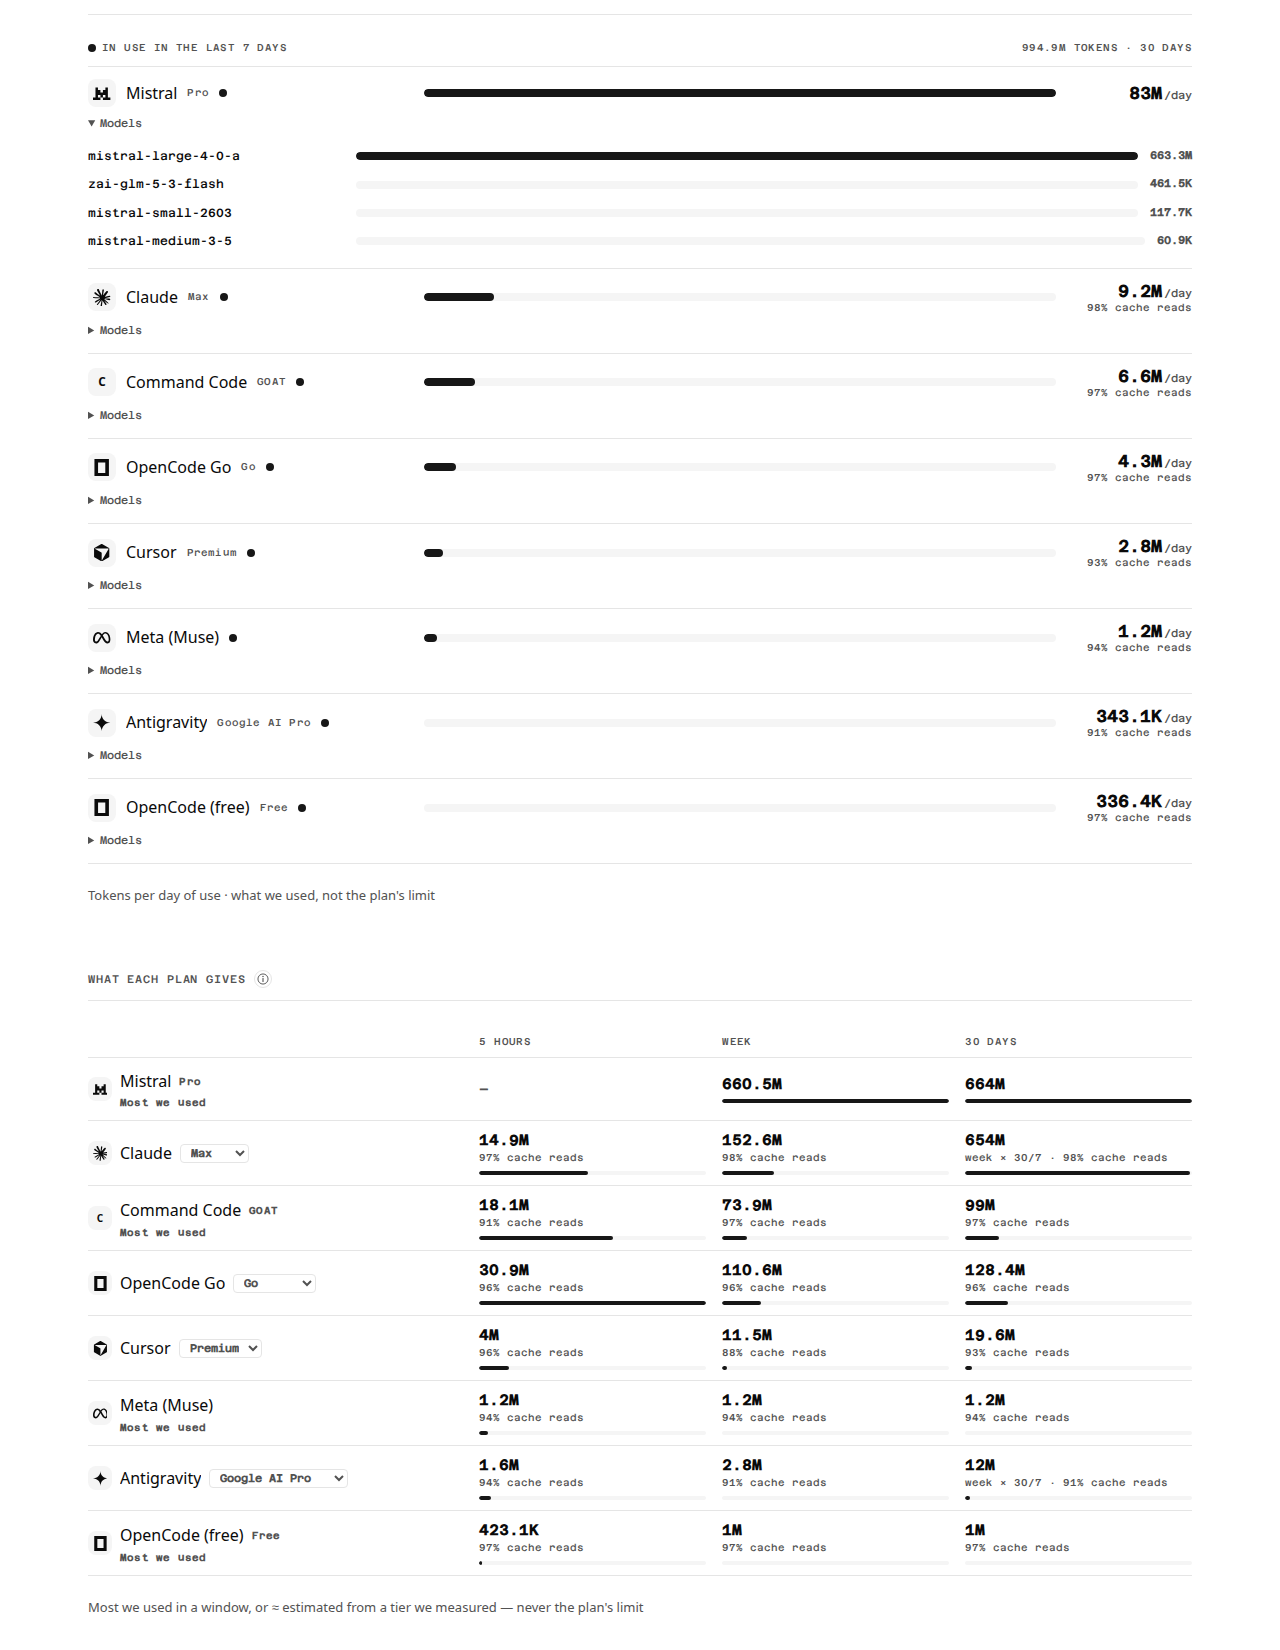 IN USE IN THE LAST 7 DAYS 994.9M TOKENS · 30 DAYS
Mistral Pro 83M/day
▼ Models
mistral-large-4-0-a 663.3M
zai-glm-5-3-flash 461.5K
mistral-small-2603 117.7K
mistral-medium-3-5 60.9K
Claude Max 9.2M/day
98% cache reads
▶ Models
C Command Code GOAT 6.6M/day
97% cache reads
▶ Models
OpenCode Go Go 4.3M/day
97% cache reads
▶ Models
Cursor Premium 2.8M/day
93% cache reads
▶ Models
Meta (Muse) 1.2M/day
94% cache reads
▶ Models
Antigravity Google AI Pro 343.1K/day
91% cache reads
▶ Models
OpenCode (free) Free 336.4K/day
97% cache reads
▶ Models
Tokens per day of use · what we used, not the plan's limit
WHAT EACH PLAN GIVES
5 HOURS WEEK 30 DAYS
Mistral Pro — 660.5M 664M
Most we used
Claude Max 14.9M 152.6M 654M
97% cache reads 98% cache reads week × 30/7 · 98% cache reads
C Command Code GOAT 18.1M 73.9M 99M
Most we used 91% cache reads 97% cache reads 97% cache reads
OpenCode Go Go 30.9M 110.6M 128.4M
96% cache reads 96% cache reads 96% cache reads
Cursor Premium 4M 11.5M 19.6M
96% cache reads 88% cache reads 93% cache reads
Meta (Muse) 1.2M 1.2M 1.2M
Most we used 94% cache reads 94% cache reads 94% cache reads
Antigravity Google AI Pro 1.6M 2.8M 12M
94% cache reads 91% cache reads week × 30/7 · 91% cache reads
OpenCode (free) Free 423.1K 1M 1M
Most we used 97% cache reads 97% cache reads 97% cache reads
Most we used in a window, or ≈ estimated from a tier we measured — never the plan's limit